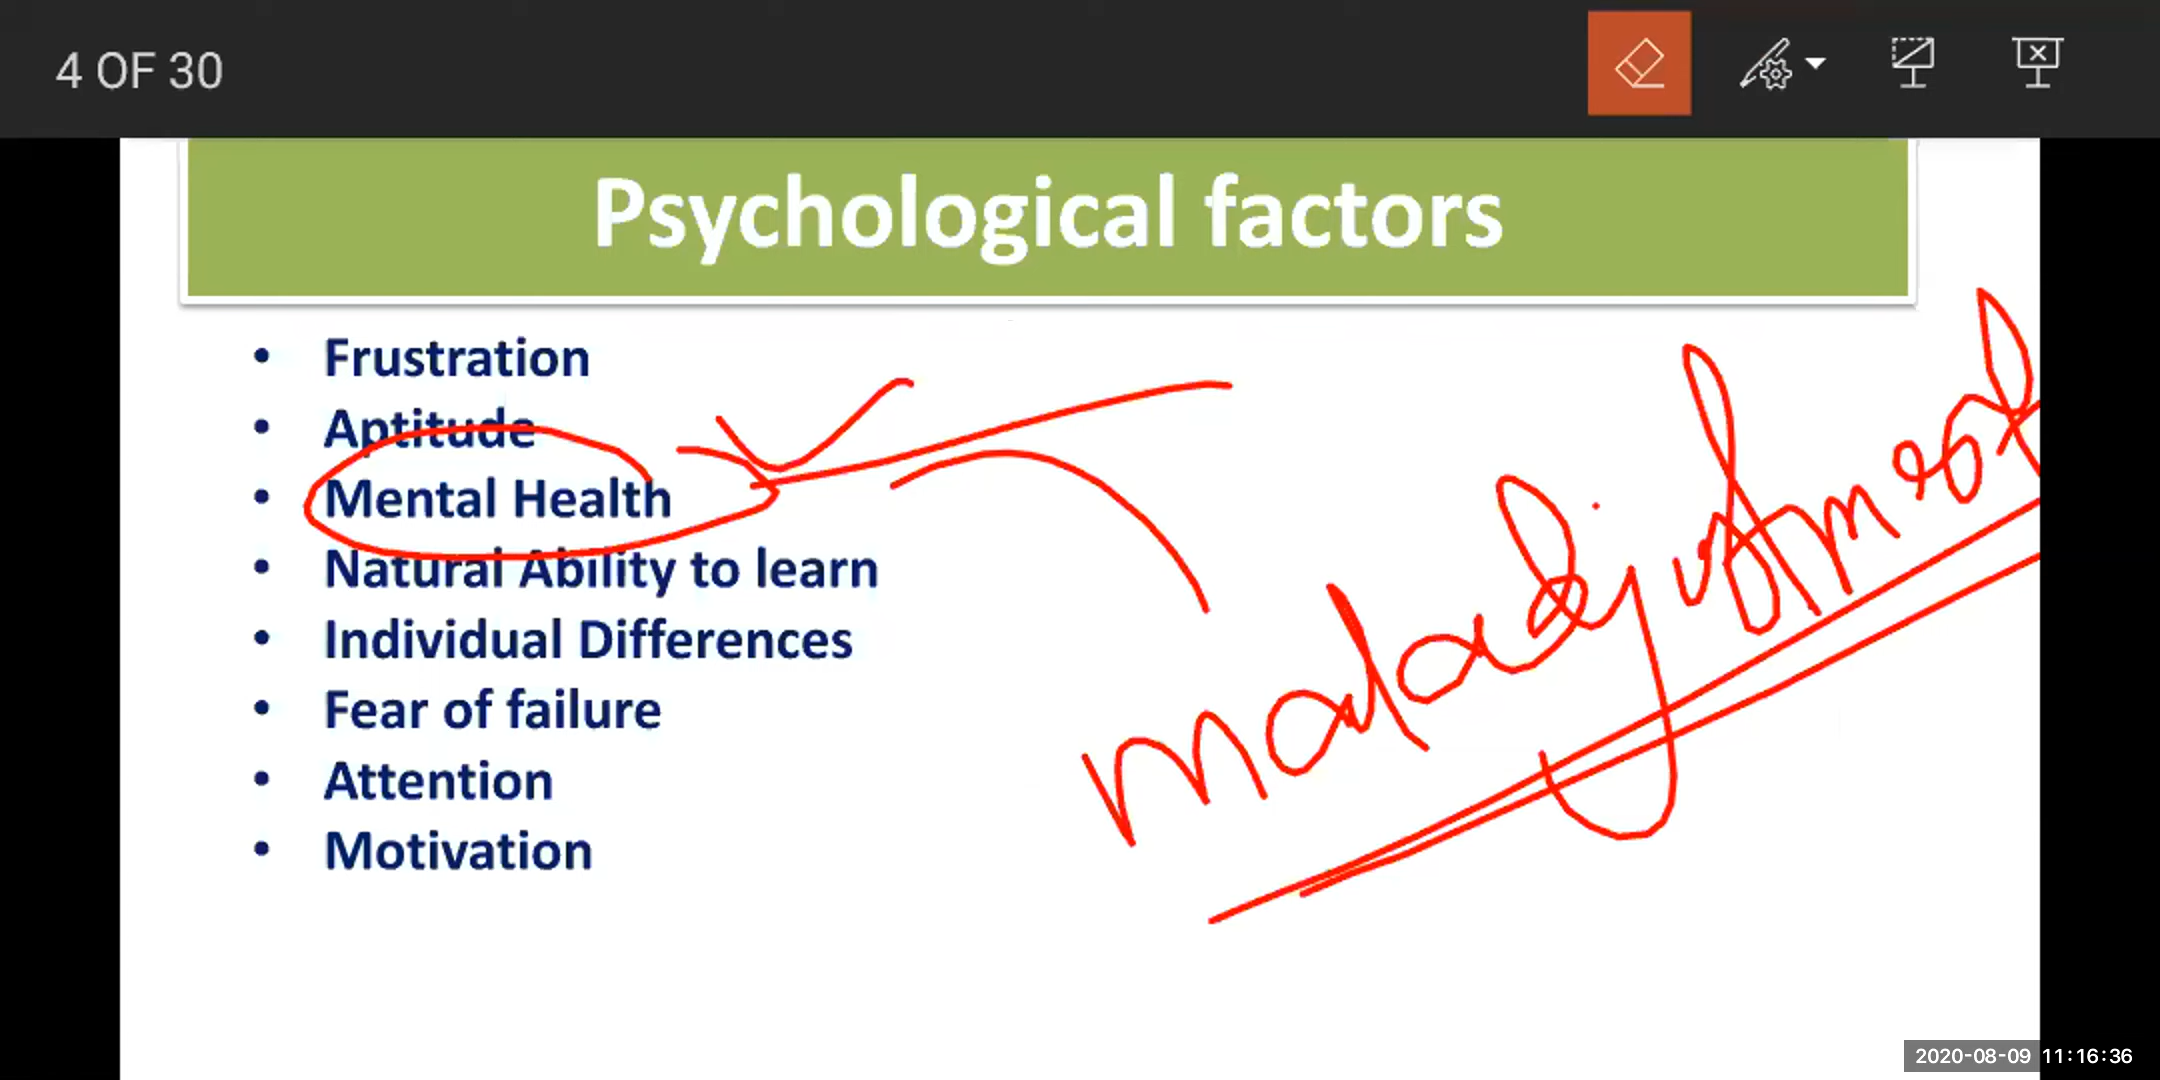 4 OF 30
Psychological factors
• Frustration
• Aptitude
• Mental Health
• Natural Ability to learn
• Individual Differences
• Fear of failure
• Attention
• Motivation
maladjustment
2020-08-09 11:16:36